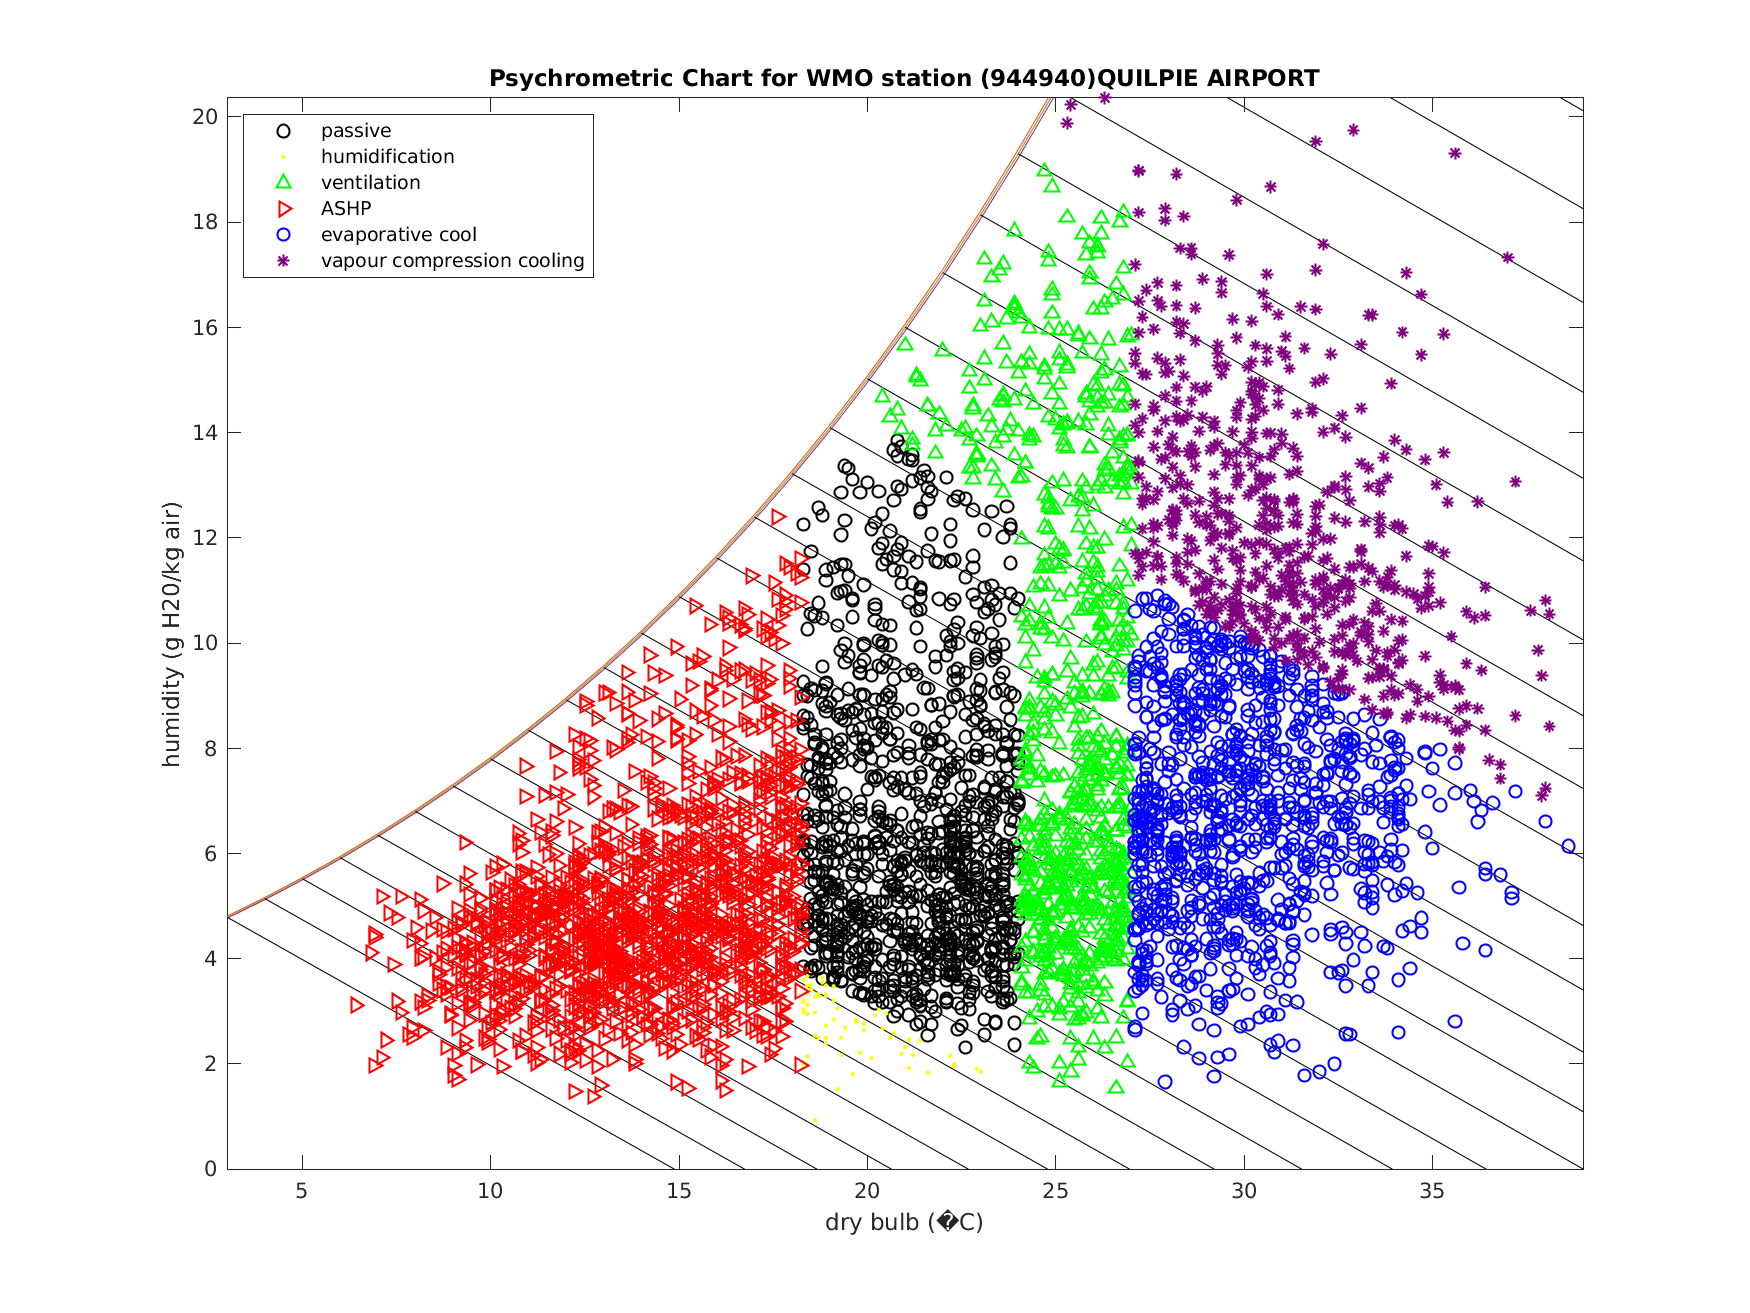 Psychrometric Chart for WMO station (944940)QUILPIE AIRPORT
passive
humidification
ventilation
ASHP
evaporative cool
vapour compression cooling
humidity (g H20/kg air)
20
18
16
14
12
10
8
6
4
2
0
5 10 15 20 25 30 35
dry bulb (�C)